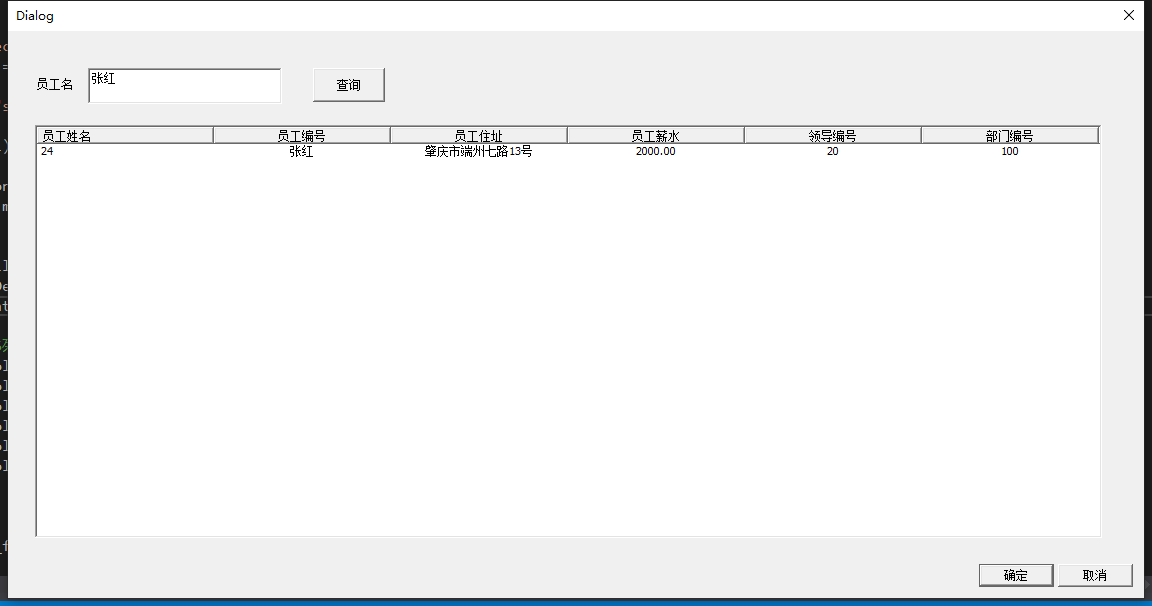 Dialog
员工名 张红 查询
员工姓名 员工编号 员工住址 员工薪水 领导编号 部门编号
24 张红 肇庆市端州七路13号 2000.00 20 100
确定 取消